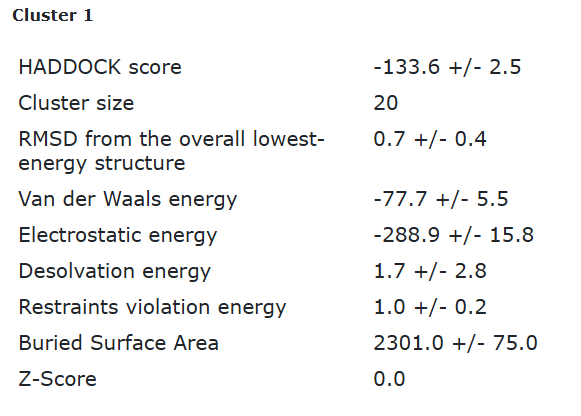 Cluster 1
HADDOCK score -133.6 +/- 2.5
Cluster size 20
RMSD from the overall lowest- 0.7 +/- 0.4
energy structure
Van der Waals energy -77.7 +/- 5.5
Electrostatic energy -288.9 +/- 15.8
Desolvation energy 1.7 +/- 2.8
Restraints violation energy 1.0 +/- 0.2
Buried Surface Area 2301.0 +/- 75.0
Z-Score 0.0